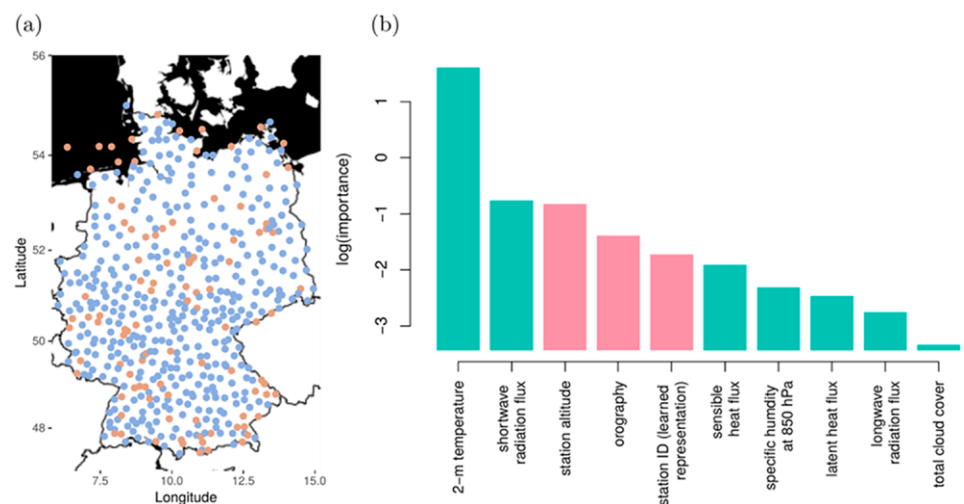 (a)
(b)
56
54
52
50
48
Latitude
7.5
10.0
12.5
15.0
Longitude
log(importance)
1
0
-1
-2
-3
2-m temperature
shortwave
radiation flux
station altitude
orography
station ID (learned
representation)
sensible
heat flux
specific humidity
at 850 hPa
latent heat flux
longwave
radiation flux
total cloud cover